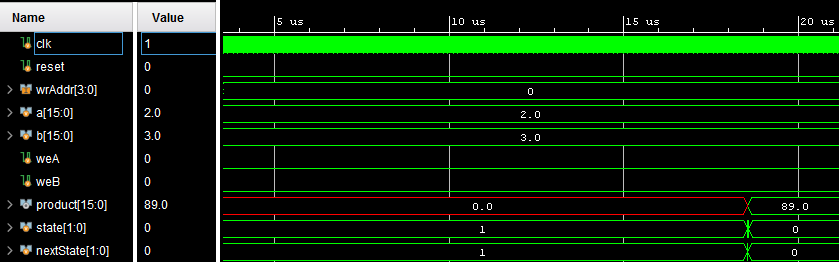 Name Value 5 us 10 us 15 us 20 us
clk 1
reset 0
wrAddr[3:0] 0 0
a[15:0] 2.0 2.0
b[15:0] 3.0 3.0
weA 0
weB 0
product[15:0] 89.0 0.0 89.0
state[1:0] 0 1 0
nextState[1:0] 0 1 0